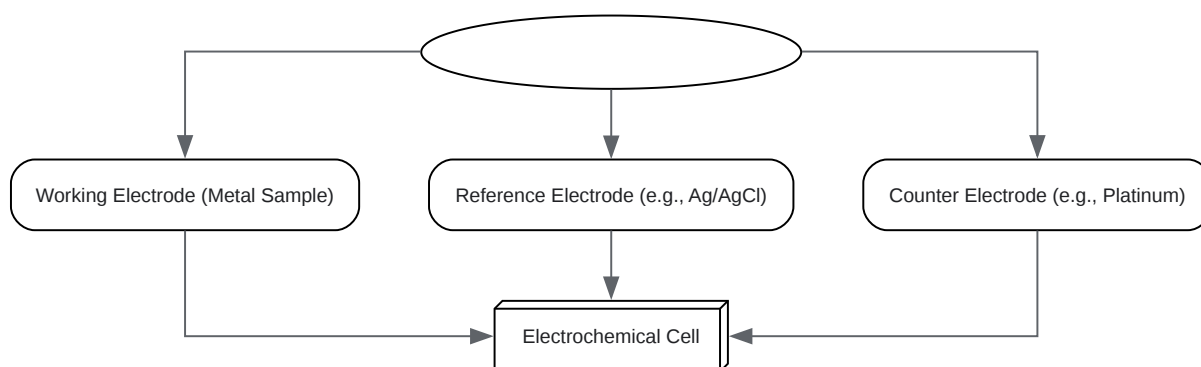 Working Electrode (Metal Sample)
Reference Electrode (e.g., Ag/AgCl)
Counter Electrode (e.g., Platinum)
Electrochemical Cell